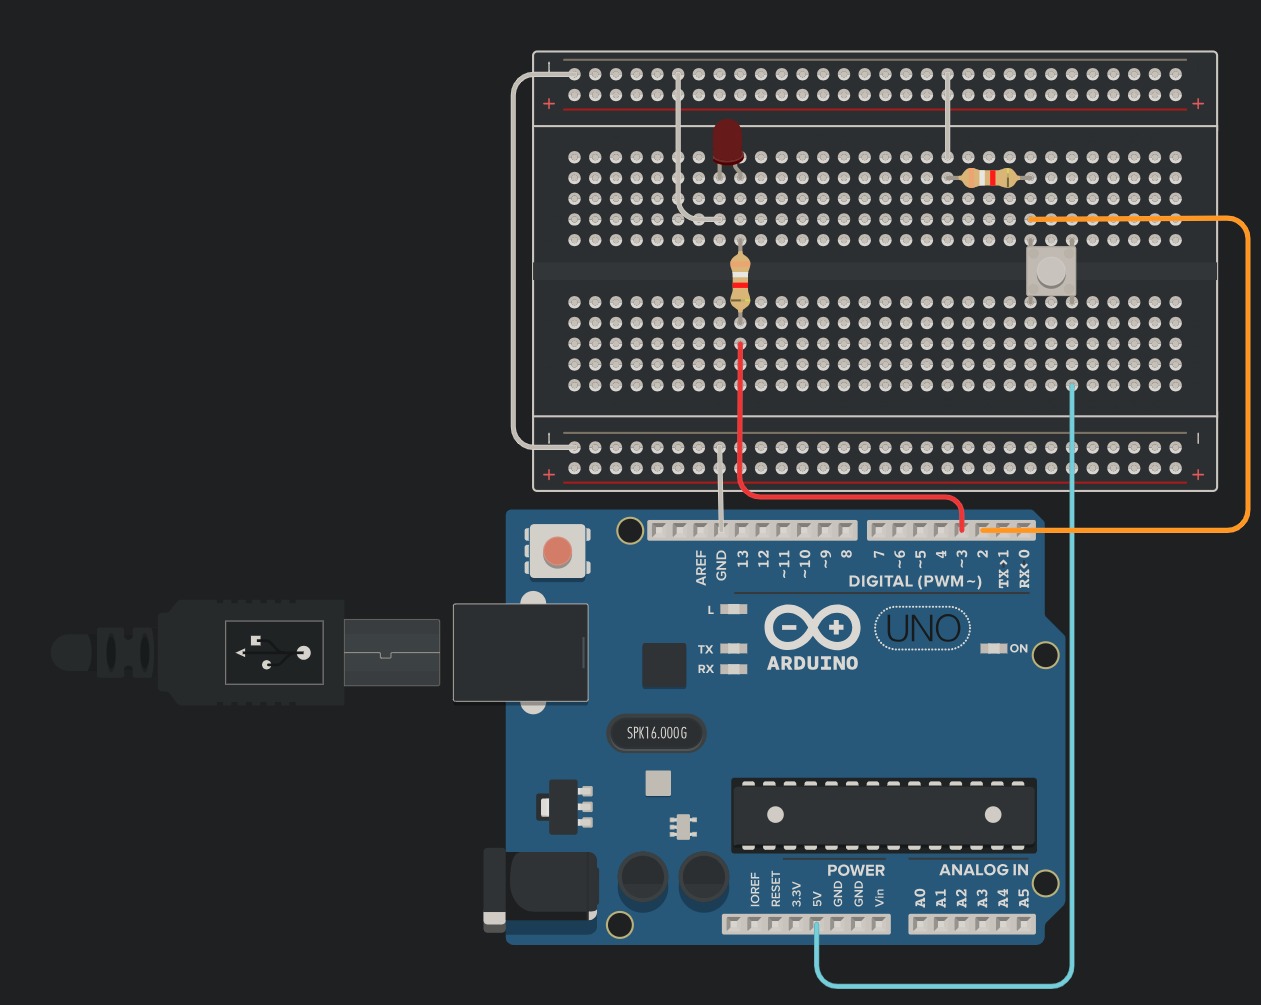 + +
+ +
AREF
GND
13
12
~11
~10
~9
8
7
~6
~5
4
~3
2
TX>1
RX<0
DIGITAL (PWM~)
L
UNO
TX
ON
RX
ARDUINO
SPK16.000G
POWER
ANALOG IN
IOREF
RESET
3.3V
5V
GND
GND
Vin
A0
A1
A2
A3
A4
A5